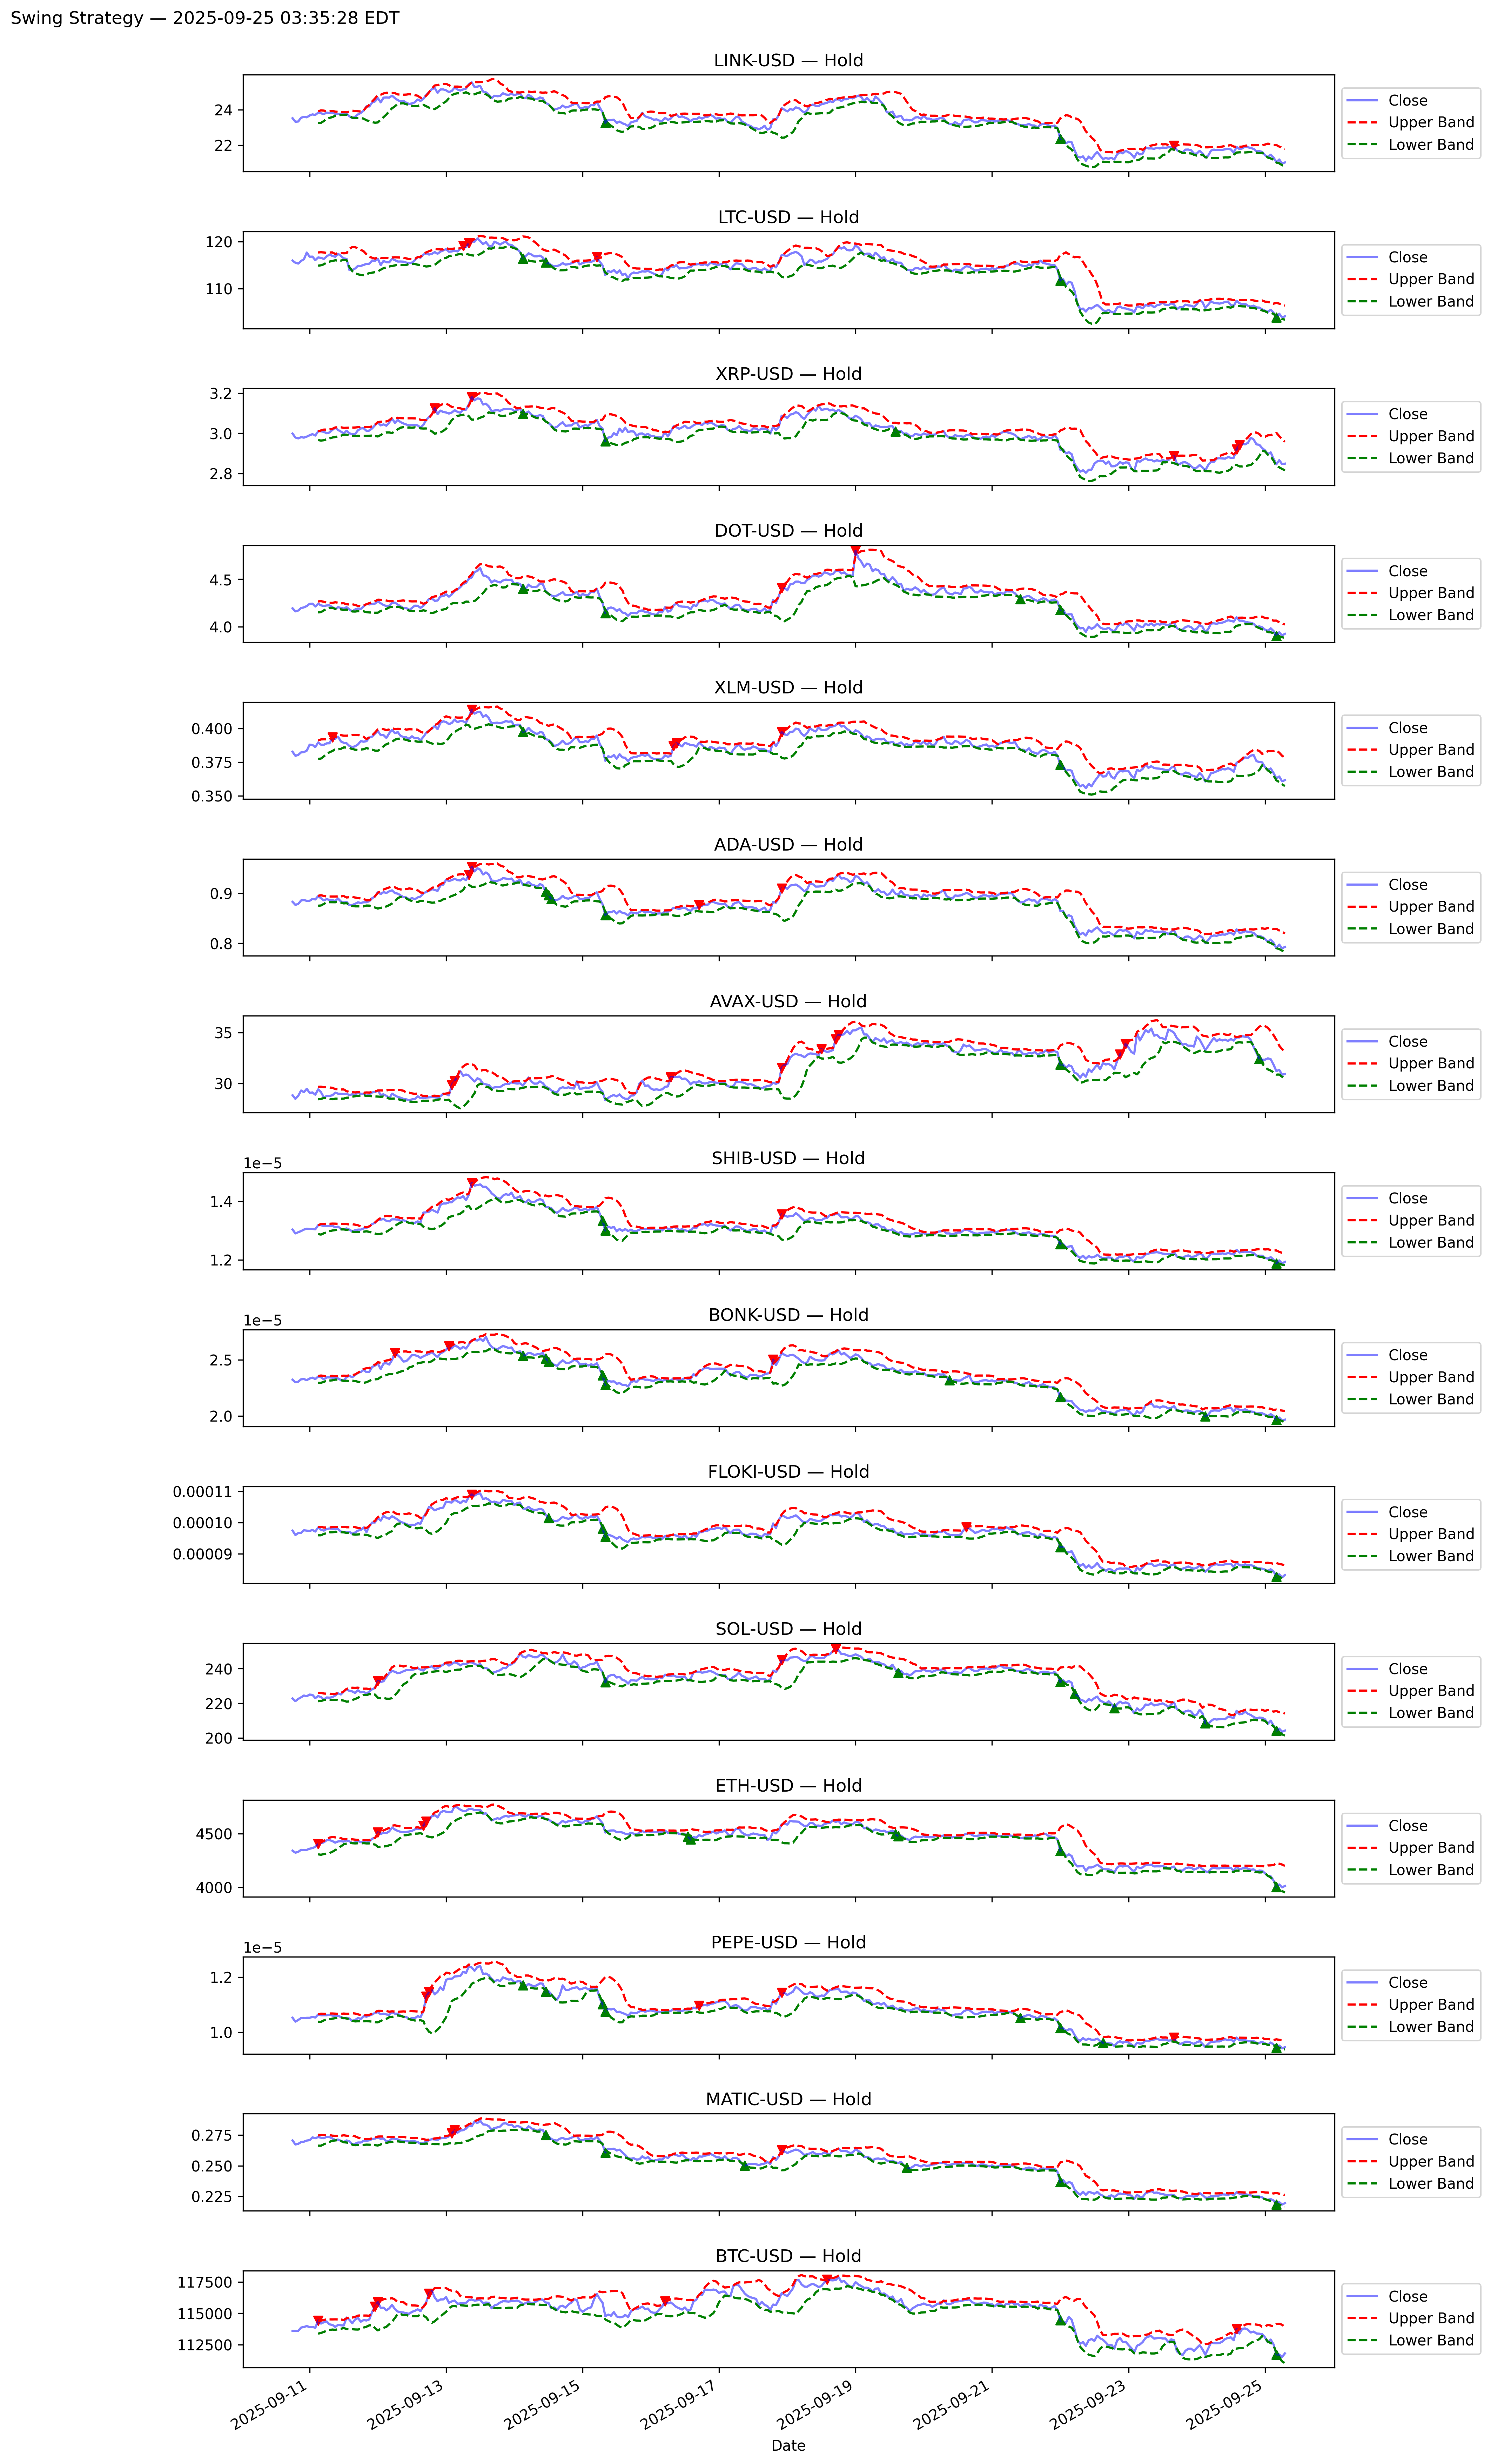 Swing Strategy — 2025-09-25 03:35:28 EDT
LINK-USD — Hold
24
22
Close
Upper Band
Lower Band
LTC-USD — Hold
120
110
Close
Upper Band
Lower Band
XRP-USD — Hold
3.2
3.0
2.8
Close
Upper Band
Lower Band
DOT-USD — Hold
4.5
4.0
Close
Upper Band
Lower Band
XLM-USD — Hold
0.400
0.375
0.350
Close
Upper Band
Lower Band
ADA-USD — Hold
0.9
0.8
Close
Upper Band
Lower Band
AVAX-USD — Hold
35
30
Close
Upper Band
Lower Band
SHIB-USD — Hold
1e−5
1.4
1.2
Close
Upper Band
Lower Band
BONK-USD — Hold
1e−5
2.5
2.0
Close
Upper Band
Lower Band
FLOKI-USD — Hold
0.00011
0.00010
0.00009
Close
Upper Band
Lower Band
SOL-USD — Hold
240
220
200
Close
Upper Band
Lower Band
ETH-USD — Hold
4500
4000
Close
Upper Band
Lower Band
PEPE-USD — Hold
1e−5
1.2
1.0
Close
Upper Band
Lower Band
MATIC-USD — Hold
0.275
0.250
0.225
Close
Upper Band
Lower Band
BTC-USD — Hold
117500
115000
112500
Close
Upper Band
Lower Band
2025-09-11
2025-09-13
2025-09-15
2025-09-17
2025-09-19
2025-09-21
2025-09-23
2025-09-25
Date